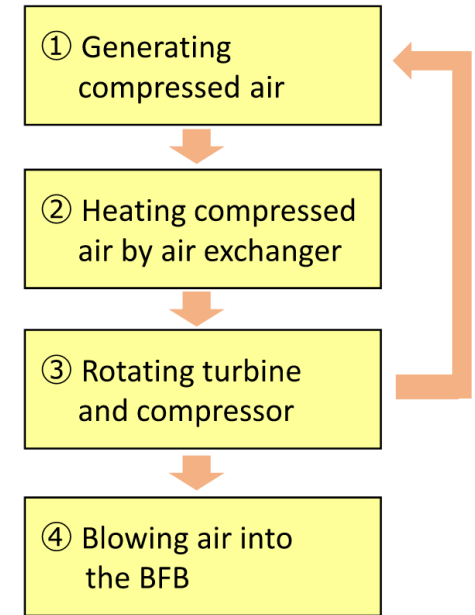 ① Generating
compressed air
② Heating compressed
air by air exchanger
③ Rotating turbine
and compressor
④ Blowing air into
the BFB